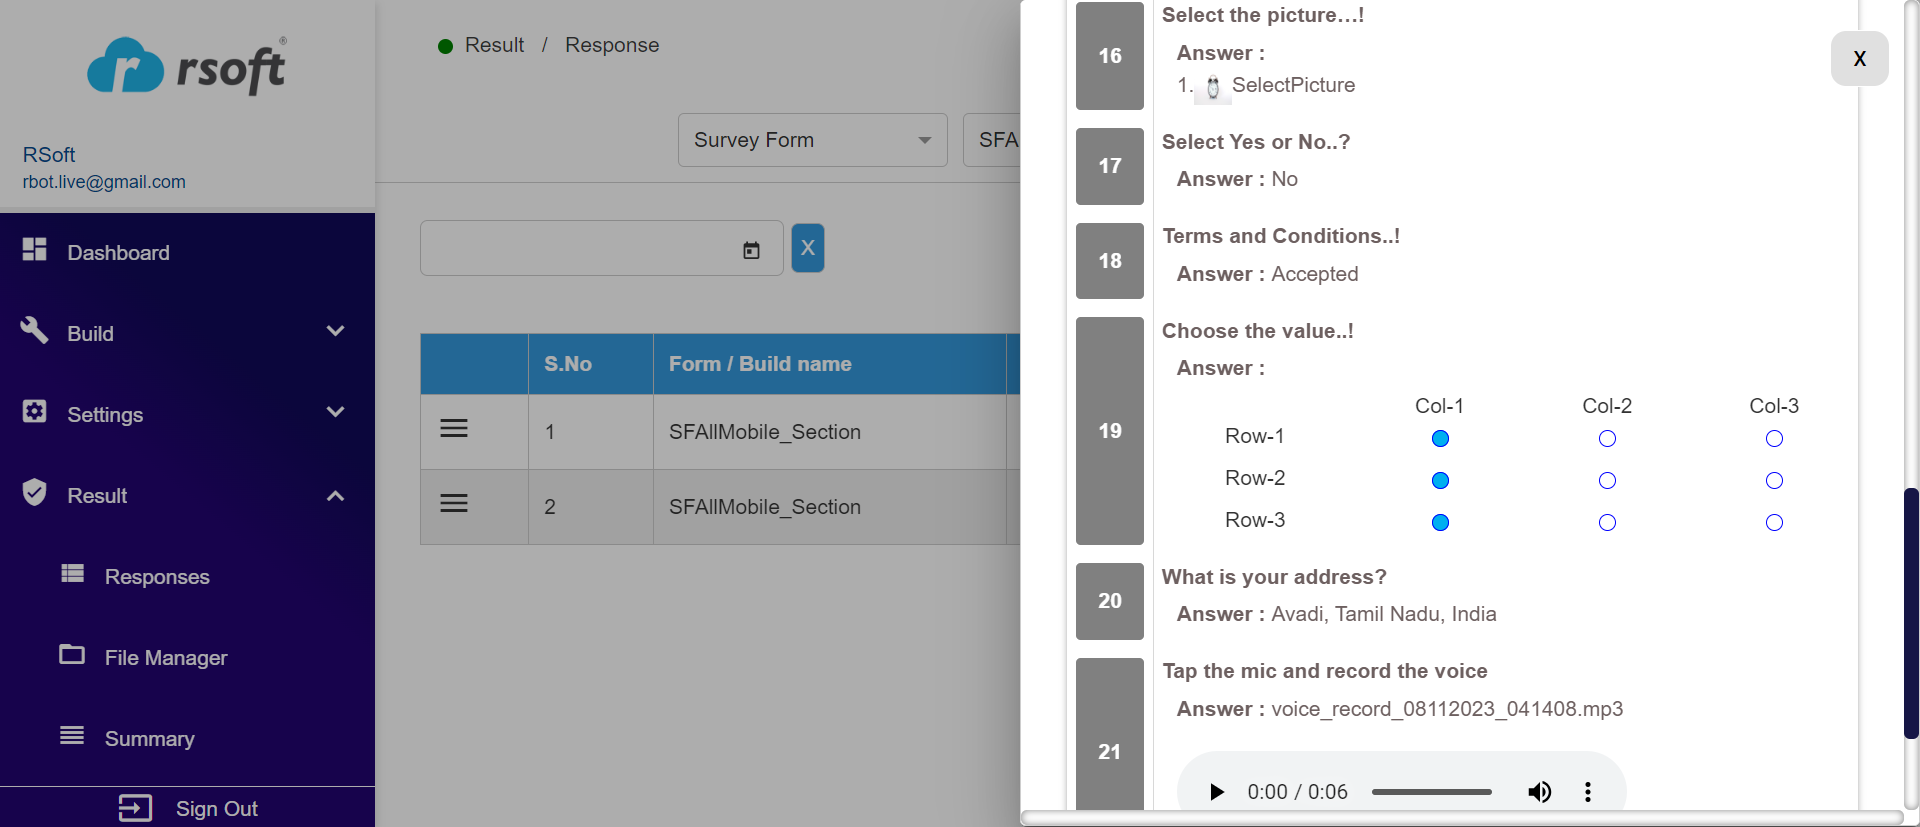 rsoft®
RSoft
rbot.live@gmail.com
Dashboard
Build
Settings
Result
Responses
File Manager
Summary
Sign Out
Result / Response
Survey Form
SFA
X
S.No Form / Build name
1 SFAllMobile_Section
2 SFAllMobile_Section
X
16 Select the picture...!
Answer :
1. SelectPicture
17 Select Yes or No..?
Answer : No
18 Terms and Conditions..!
Answer : Accepted
19 Choose the value..!
Answer :
Col-1 Col-2 Col-3
Row-1
Row-2
Row-3
20 What is your address?
Answer : Avadi, Tamil Nadu, India
21 Tap the mic and record the voice
Answer : voice_record_08112023_041408.mp3
0:00 / 0:06